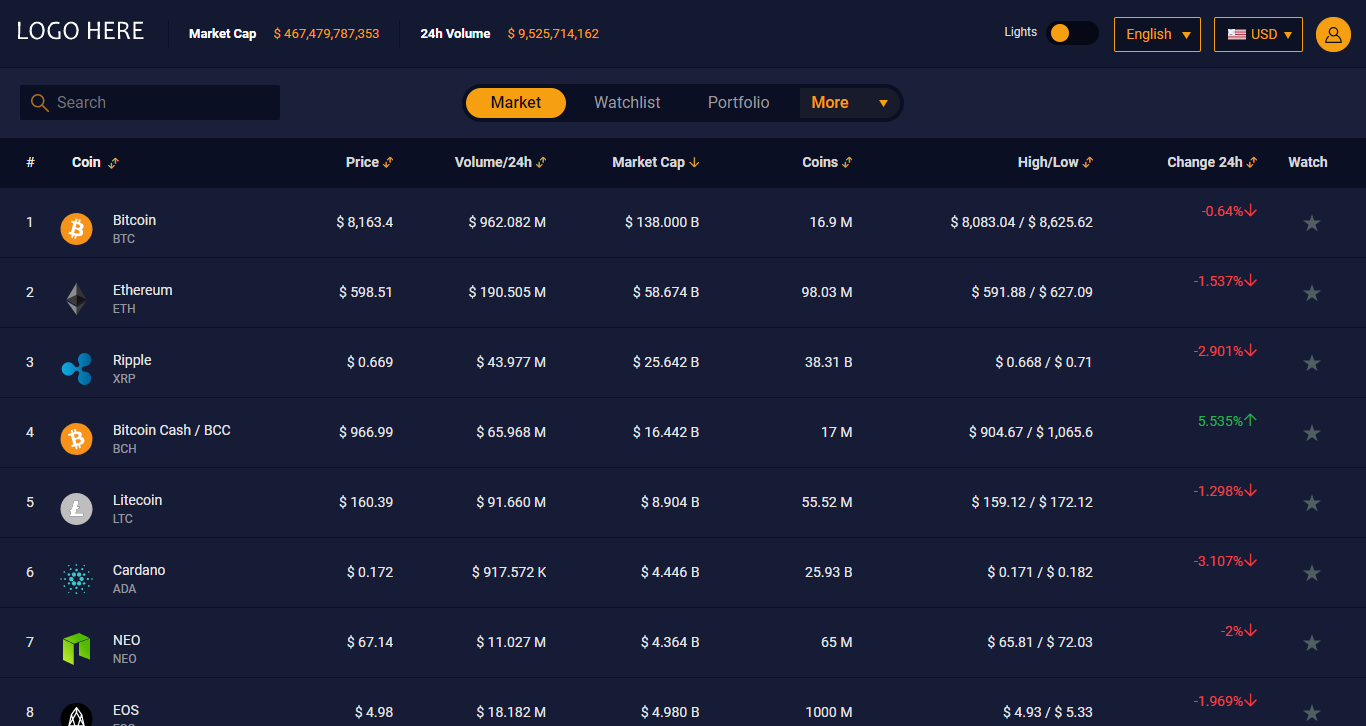 LOGO HERE Market Cap $ 467,479,787,353 24h Volume $ 9,525,714,162 Lights English USD
Search Market Watchlist Portfolio More
# Coin Price Volume/24h Market Cap Coins High/Low Change 24h Watch
1 Bitcoin $ 8,163.4 $ 962.082 M $ 138.000 B 16.9 M $ 8,083.04 / $ 8,625.62 -0.64%
BTC
2 Ethereum $ 598.51 $ 190.505 M $ 58.674 B 98.03 M $ 591.88 / $ 627.09 -1.537%
ETH
3 Ripple $ 0.669 $ 43.977 M $ 25.642 B 38.31 B $ 0.668 / $ 0.71 -2.901%
XRP
4 Bitcoin Cash / BCC $ 966.99 $ 65.968 M $ 16.442 B 17 M $ 904.67 / $ 1,065.6 5.535%
BCH
5 Litecoin $ 160.39 $ 91.660 M $ 8.904 B 55.52 M $ 159.12 / $ 172.12 -1.298%
LTC
6 Cardano $ 0.172 $ 917.572 K $ 4.446 B 25.93 B $ 0.171 / $ 0.182 -3.107%
ADA
7 NEO $ 67.14 $ 11.027 M $ 4.364 B 65 M $ 65.81 / $ 72.03 -2%
NEO
8 EOS $ 4.98 $ 18.182 M $ 4.980 B 1000 M $ 4.93 / $ 5.33 -1.969%